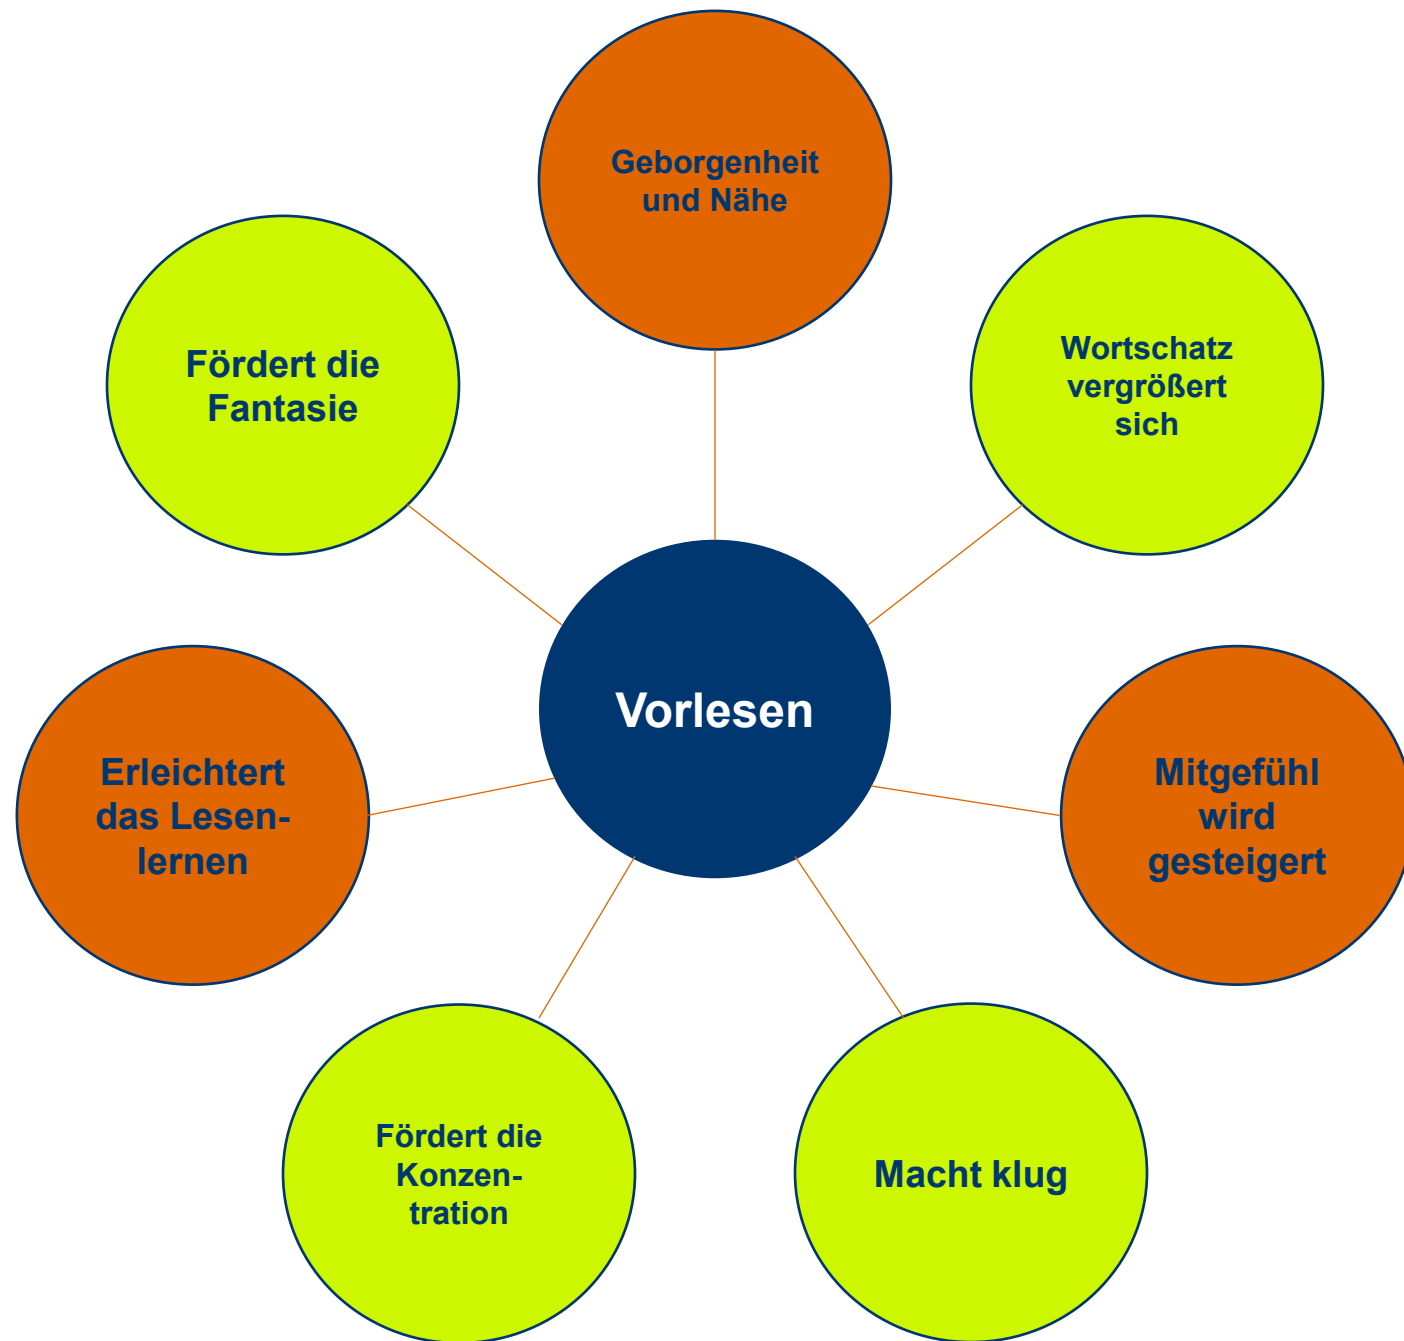 Geborgenheit
und Nähe
Fördert die
Fantasie
Wortschatz
vergrößert
sich
Vorlesen
Erleichtert
das Lesen-
lernen
Mitgefühl
wird
gesteigert
Fördert die
Konzen-
tration
Macht klug